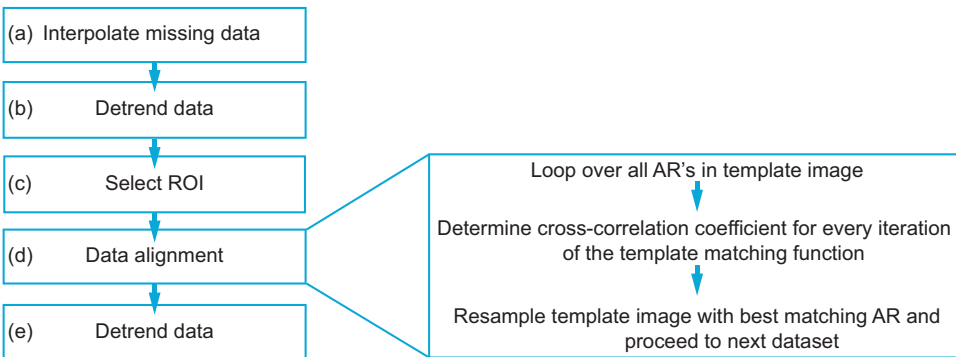 (a) Interpolate missing data
(b) Detrend data
(c) Select ROI
(d) Data alignment
(e) Detrend data
Loop over all AR's in template image
Determine cross-correlation coefficient for every iteration
of the template matching function
Resample template image with best matching AR and
proceed to next dataset